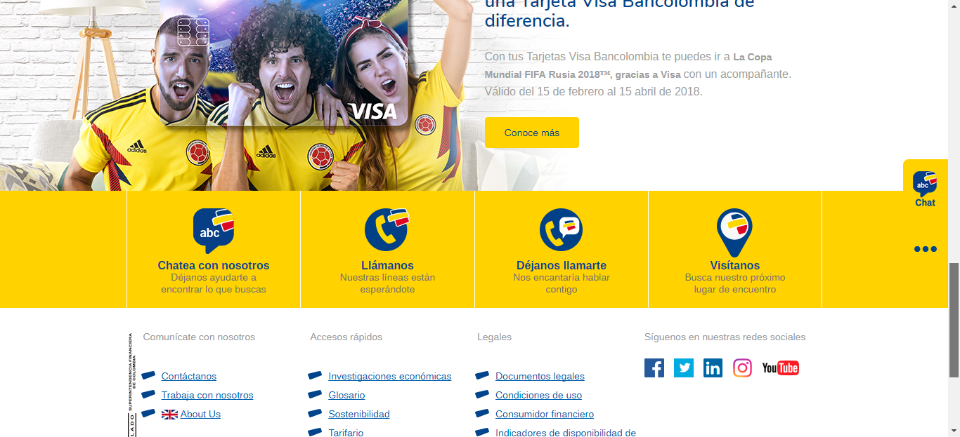 una Tarjeta Visa Bancolombia de
diferencia.
Con tus Tarjetas Visa Bancolombia te puedes ir a La Copa
Mundial FIFA Rusia 2018™, gracias a Visa con un acompañante.
Válido del 15 de febrero al 15 abril de 2018.
Conoce más
VISA
adidas
adidas
abc
Chat
abc
Chatea con nosotros
Déjanos ayudarte a
encontrar lo que buscas
Llámanos
Nuestras líneas están
esperándote
Déjanos llamarte
Nos encantaría hablar
contigo
Visítanos
Busca nuestro próximo
lugar de encuentro
SUPERINTENDENCIA FINANCIERA
DE COLOMBIA
LADO
Comunícate con nosotros
Contáctanos
Trabaja con nosotros
About Us
Accesos rápidos
Investigaciones económicas
Glosario
Sostenibilidad
Tarifario
Legales
Documentos legales
Condiciones de uso
Consumidor financiero
Indicadores de disponibilidad de
Síguenos en nuestras redes sociales
You Tube